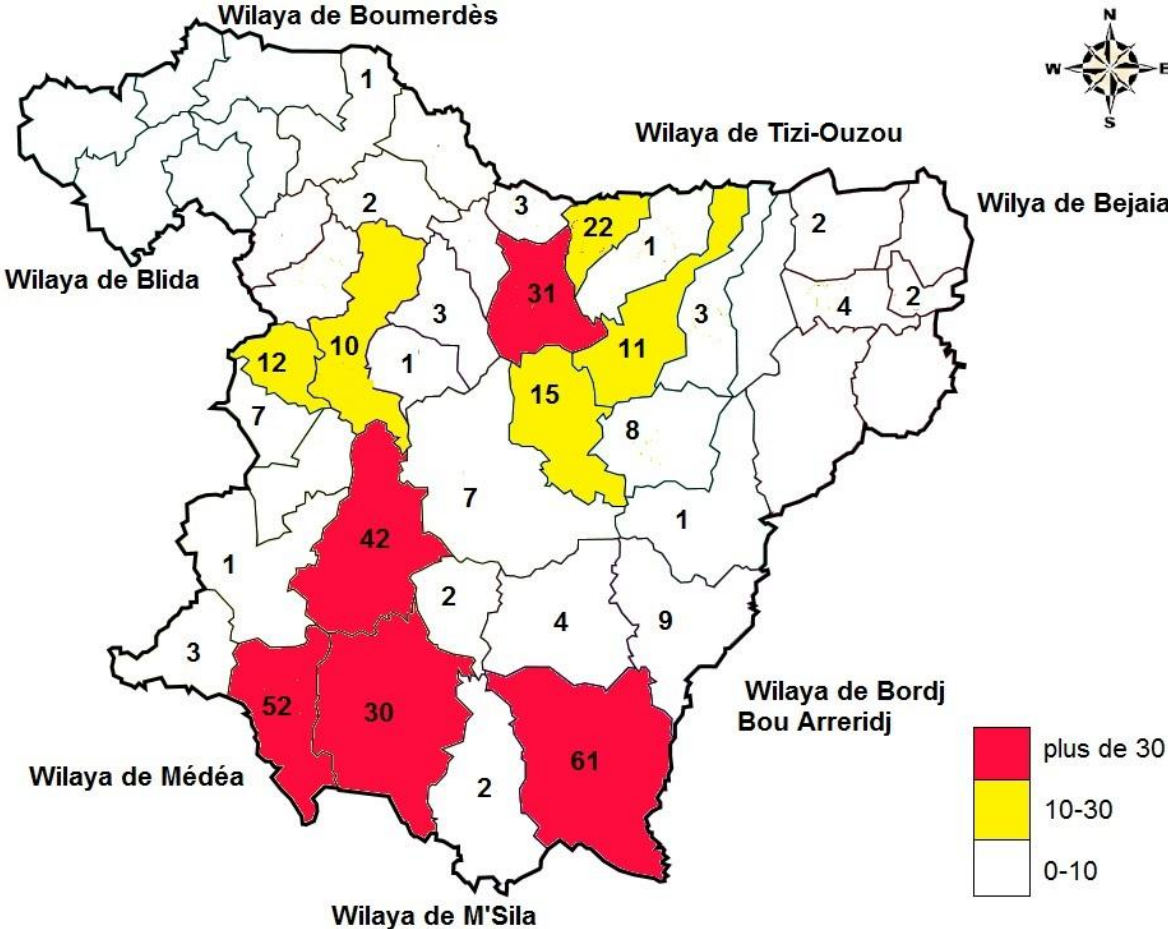 Wilaya de Boumerdès
N
W E
S
1
Wilaya de Tizi-Ouzou
Wilya de Bejaia
2
3
22
1
2
Wilaya de Blida
31
3
3
4
2
12
10
1
11
15
7
8
7
1
42
1
2
4
9
3
52
30
61
2
Wilaya de Bordj
Bou Arreridj
Wilaya de Médéa
plus de 30
10-30
0-10
Wilaya de M'Sila